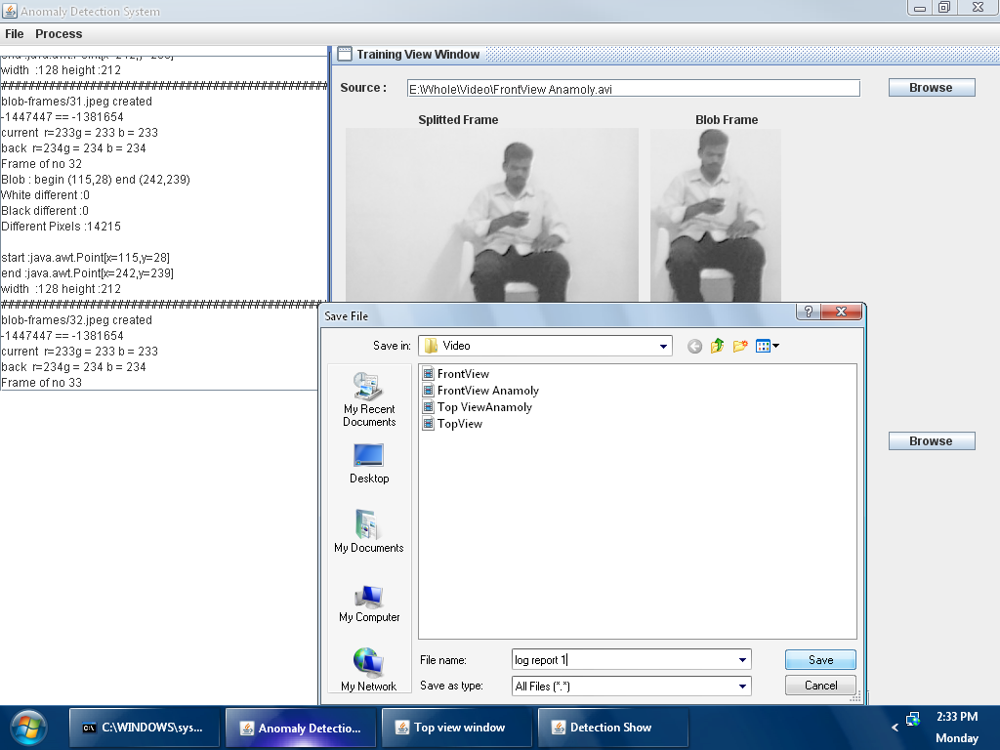 Anomaly Detection System
File Process
width :128 height :212
blob-frames/31.jpeg created
-1447447 == -1381654
current r=233g = 233 b = 233
back r=234g = 234 b = 234
Frame of no 32
Blob : begin (115,28) end (242,239)
White different :0
Black different :0
Different Pixels :14215
start :java.awt.Point[x=115,y=28]
end :java.awt.Point[x=242,y=239]
width :128 height :212
blob-frames/32.jpeg created
-1447447 == -1381654
current r=233g = 233 b = 233
back r=234g = 234 b = 234
Frame of no 33
Training View Window
Source : E:\Whole\Video\FrontView Anamoly.avi Browse
Splitted Frame Blob Frame
Browse
Save File
Save in: Video
My Recent
Documents
Desktop
My Documents
My Computer
My Network
FrontView
FrontView Anamoly
Top ViewAnamoly
TopView
File name: log report 1 Save
Save as type: All Files (*.*) Cancel
C:\WINDOWS\sys... Anomaly Detectio... Top view window Detection Show
2:33 PM
Monday